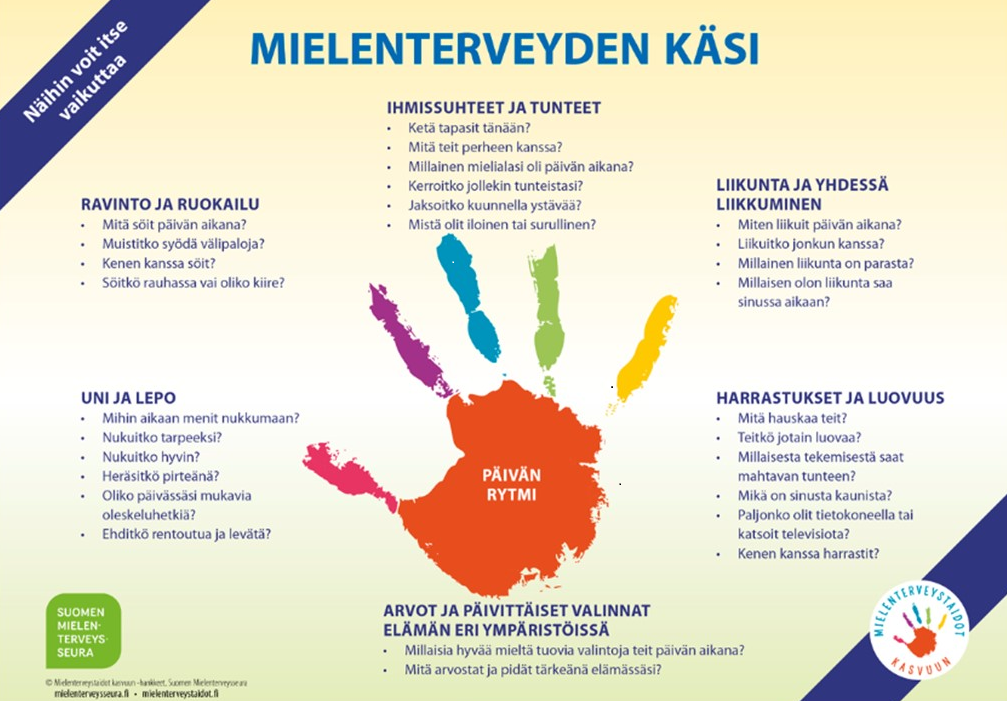 Näihin voit itse
vaikuttaa
MIELENTERVEYDEN KÄSI
IHMISSUHTEET JA TUNTEET
• Ketä tapasit tänään?
• Mitä teit perheen kanssa?
• Millainen mielialasi oli päivän aikana?
• Kerroitko jollekin tunteistasi?
• Jaksoitko kuunnella ystävää?
• Mistä olit iloinen tai surullinen?
RAVINTO JA RUOKAILU
• Mitä söit päivän aikana?
• Muistitko syödä välipaloja?
• Kenen kanssa söit?
• Söitkö rauhassa vai oliko kiire?
LIIKUNTA JA YHDESSÄ
LIIKKUMINEN
• Miten liikuit päivän aikana?
• Liikuitko jonkun kanssa?
• Millainen liikunta on parasta?
• Millaisen olon liikunta saa
sinussa aikaan?
UNI JA LEPO
• Mihin aikaan menit nukkumaan?
• Nukuitko tarpeeksi?
• Nukuitko hyvin?
• Heräsitkö pirteänä?
• Oliko päivässäsi mukavia
oleskeluhetkiä?
• Ehditkö rentoutua ja levätä?
PÄIVÄN
RYTMI
HARRASTUKSET JA LUOVUUS
• Mitä hauskaa teit?
• Teitkö jotain luovaa?
• Millaisesta tekemisestä saat
mahtavan tunteen?
• Mikä on sinusta kaunista?
• Paljonko olit tietokoneella tai
katsoit televisiota?
• Kenen kanssa harrastit?
ARVOT JA PÄIVITTÄISET VALINNAT
ELÄMÄN ERI YMPÄRISTÖISSÄ
• Millaisia hyvää mieltä tuovia valintoja teit päivän aikana?
• Mitä arvostat ja pidät tärkeänä elämässäsi?
SUOMEN
MIELEN-
TERVEYS-
SEURA
© Mielenterveystaidot kasvuun -hankkeet, Suomen Mielenterveysseura
mielenterveysseura.fi • mielenterveystaidot.fi
MIELENTERVEYSTAIDOT
KASVUUN